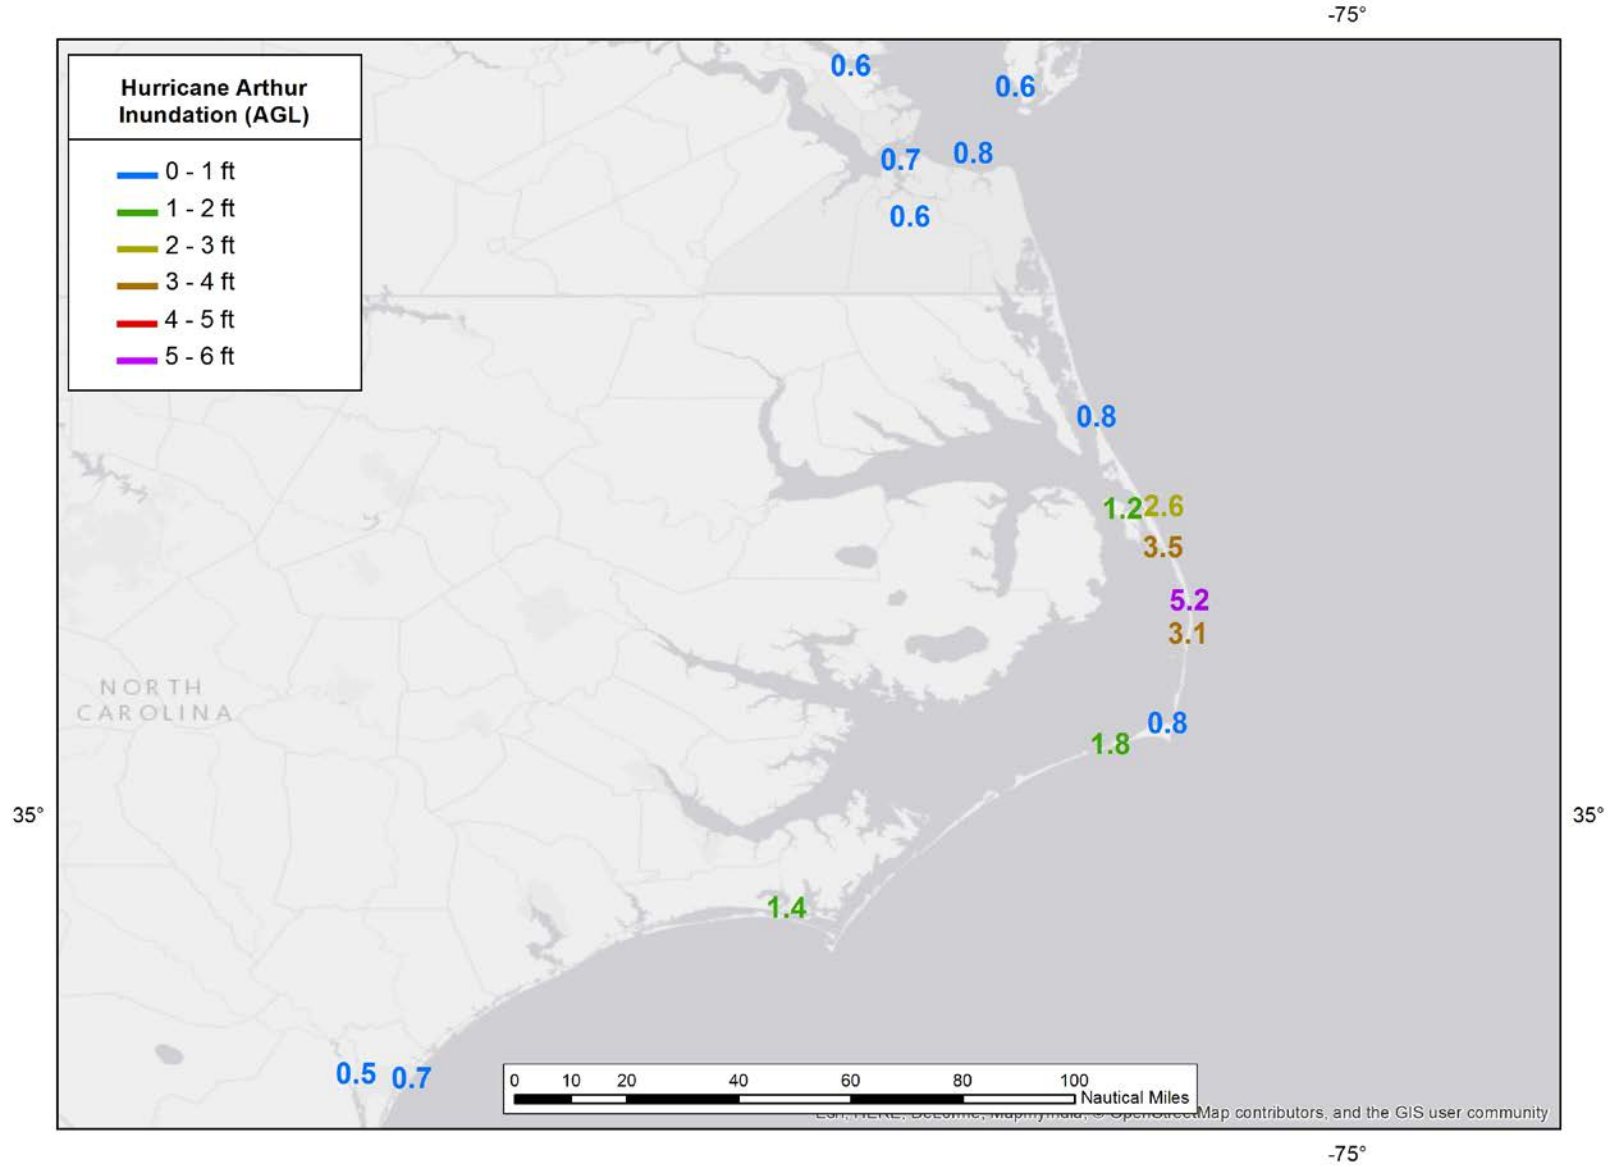 -75°
Hurricane Arthur
Inundation (AGL)
0 - 1 ft
1 - 2 ft
2 - 3 ft
3 - 4 ft
4 - 5 ft
5 - 6 ft
0.6
0.6
0.7
0.8
0.6
0.8
1.2
2.6
3.5
5.2
3.1
NORTH
CAROLINA
0.8
1.8
35°
35°
1.4
0.5
0.7
0 10 20 40 60 80 100
Nautical Miles
OpenStreetMap contributors, and the GIS user community
-75°